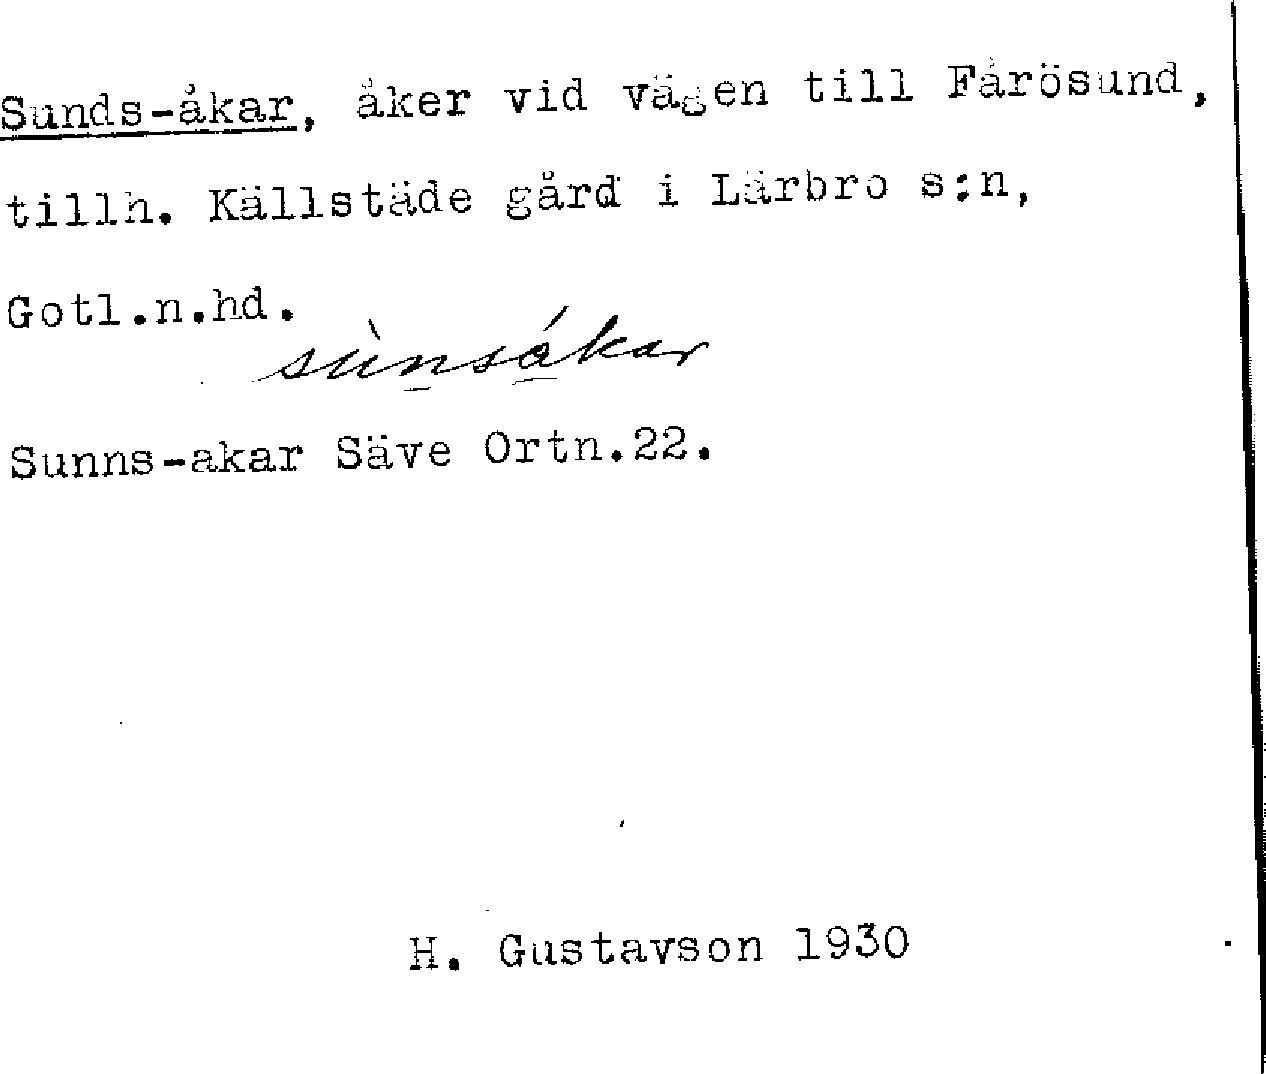 Sunds-åkar, åker vid vägen till Fårösund,
tillh. Källstäde gård i Lärbro s:n,
Gotl.n.hd.
sùnsákar
Sunns-akar Säve Ortn.22.
H. Gustavson 1930